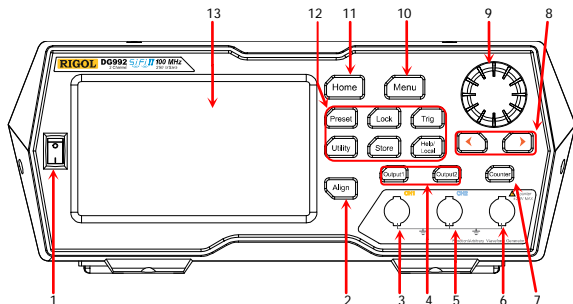 13
12
11
10
9
8
RIGOL DG992 SiFi II 100 MHz
2 Channel
Home
Menu
Preset
Lock
Trig
Utility
Store
Help/
Local
Align
Output1
Output2
Counter
CH1
CH2
Counter
1
2
3
4
5
6
7